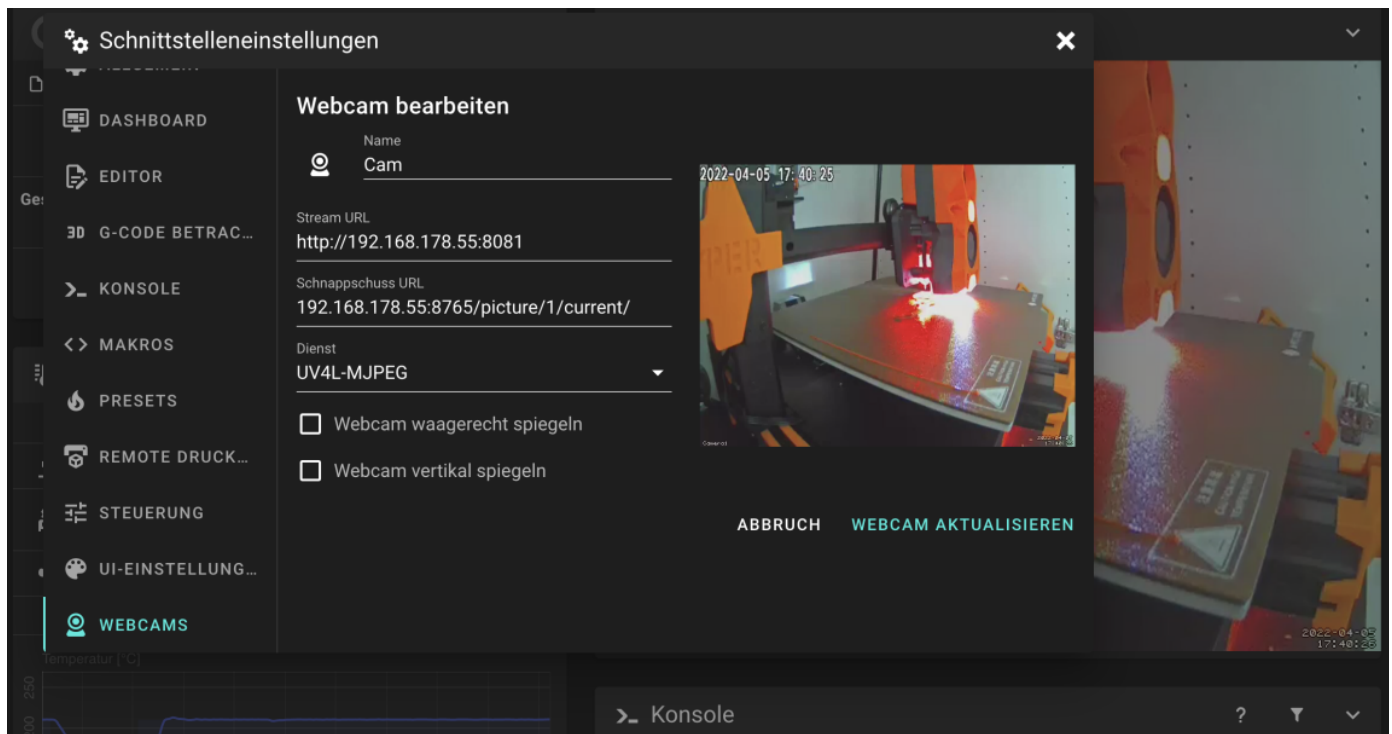 Schnittstelleneinstellungen
DASHBOARD
EDITOR
3D G-CODE BETRAC…
KONSOLE
MAKROS
PRESETS
REMOTE DRUCK…
STEUERUNG
UI-EINSTELLUNG…
WEBCAMS
Webcam bearbeiten
Name
Cam
Stream URL
http://192.168.178.55:8081
Schnappschuss URL
192.168.178.55:8765/picture/1/current/
Dienst
UV4L-MJPEG
Webcam waagerecht spiegeln
Webcam vertikal spiegeln
2022-04-05 17:40:25
Camera1
ABBRUCH
WEBCAM AKTUALISIEREN
2022-04-05
17:40:26
Temperatur [°C]
250
Konsole
?